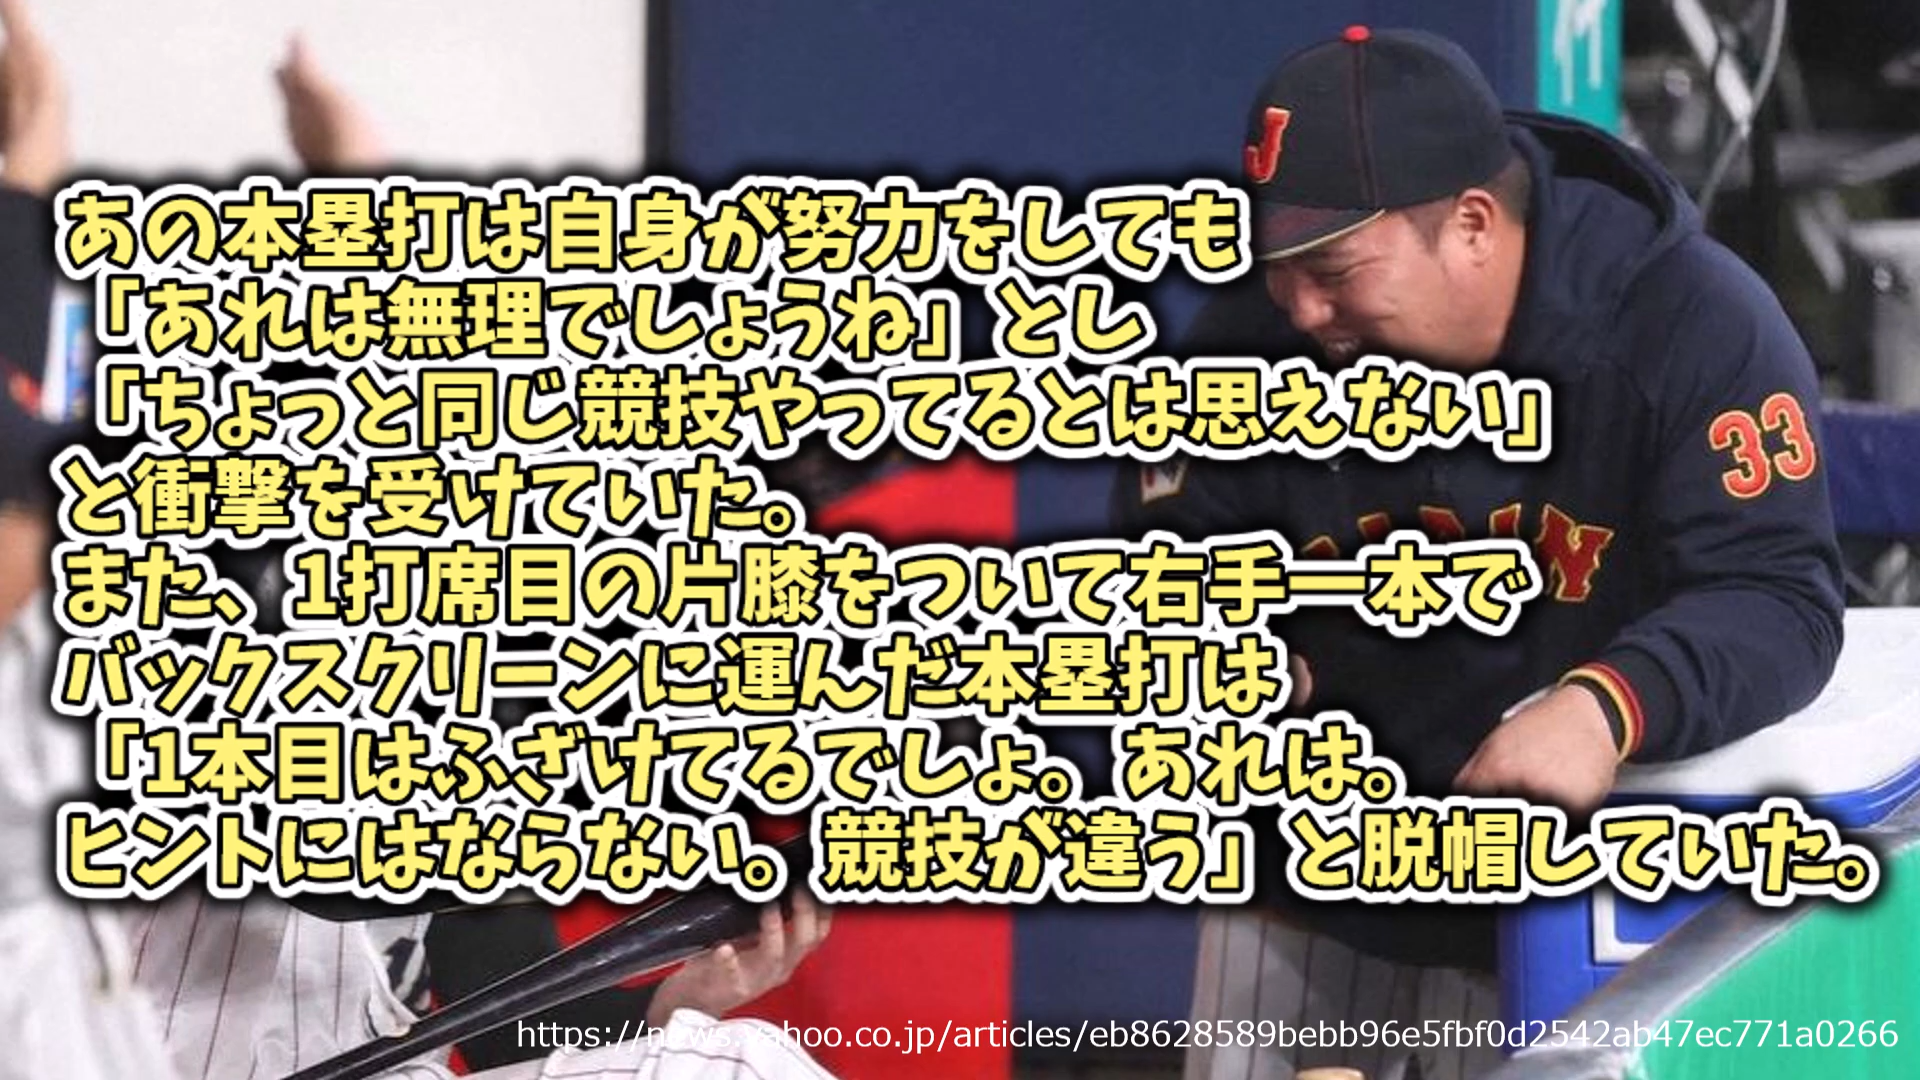 あの本塁打は自身が努力をしても
「あれは無理でしょうね」とし
「ちょっと同じ競技やってるとは思えない」
と衝撃を受けていた。
また、1打席目の片膝をついて右手一本で
バックスクリーンに運んだ本塁打は
「1本目はふざけてるでしょ。あれは。
ヒントにはならない。競技が違う」と脱帽していた。
J
33
https://news.yahoo.co.jp/articles/eb8628589bebb96e5fbf0d2542ab47ec771a0266